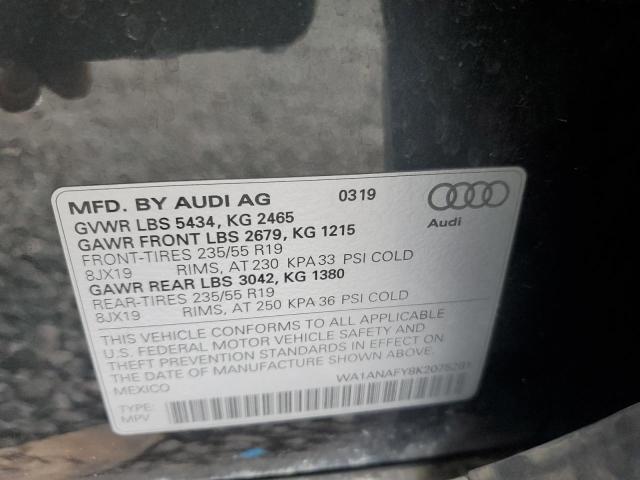 MFD. BY AUDI AG 0319
GVWR LBS 5434, KG 2465
GAWR FRONT LBS 2679, KG 1215
FRONT-TIRES 235/55 R19
8JX19 RIMS, AT 230 KPA 33 PSI COLD
GAWR REAR LBS 3042, KG 1380
REAR-TIRES 235/55 R19
8JX19 RIMS, AT 250 KPA 36 PSI COLD
Audi
THIS VEHICLE CONFORMS TO ALL APPLICABLE
U.S. FEDERAL MOTOR VEHICLE SAFETY AND
THEFT PREVENTION STANDARDS IN EFFECT ON
THE DATE OF MANUFACTURE SHOWN ABOVE.
MEXICO
TYPE:
MPV